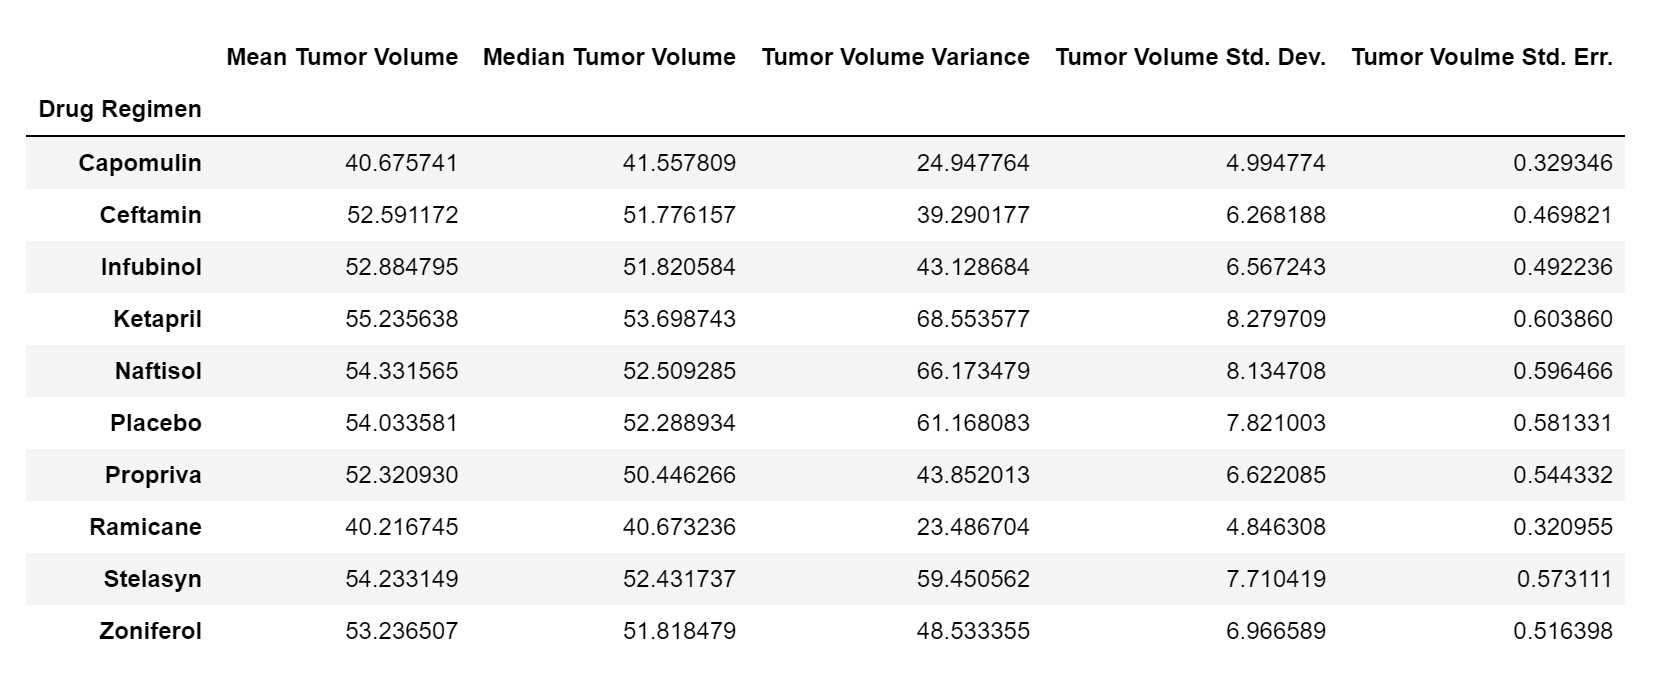 Mean Tumor Volume Median Tumor Volume Tumor Volume Variance Tumor Volume Std. Dev. Tumor Voulme Std. Err.
Drug Regimen
Capomulin 40.675741 41.557809 24.947764 4.994774 0.329346
Ceftamin 52.591172 51.776157 39.290177 6.268188 0.469821
Infubinol 52.884795 51.820584 43.128684 6.567243 0.492236
Ketapril 55.235638 53.698743 68.553577 8.279709 0.603860
Naftisol 54.331565 52.509285 66.173479 8.134708 0.596466
Placebo 54.033581 52.288934 61.168083 7.821003 0.581331
Propriva 52.320930 50.446266 43.852013 6.622085 0.544332
Ramicane 40.216745 40.673236 23.486704 4.846308 0.320955
Stelasyn 54.233149 52.431737 59.450562 7.710419 0.573111
Zoniferol 53.236507 51.818479 48.533355 6.966589 0.516398